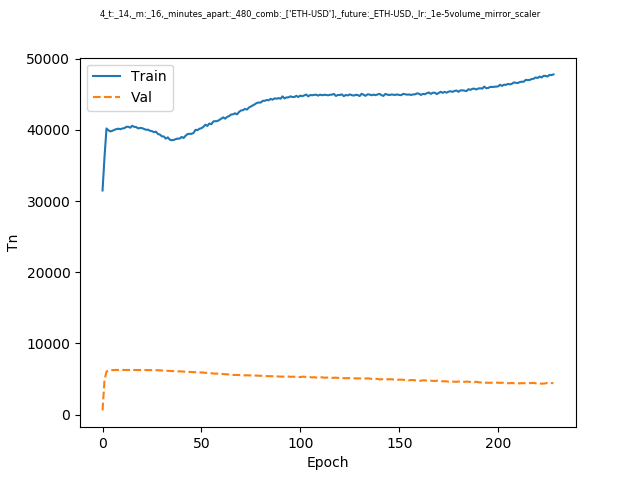 4_t:_14,_m:_16,_minutes_apart:_480_comb:_['ETH-USD'],_future:_ETH-USD,_lr:_1e-5volume_mirror_scaler
50000
Train
Val
40000
30000
Tn
20000
10000
0
0 50 100 150 200
Epoch